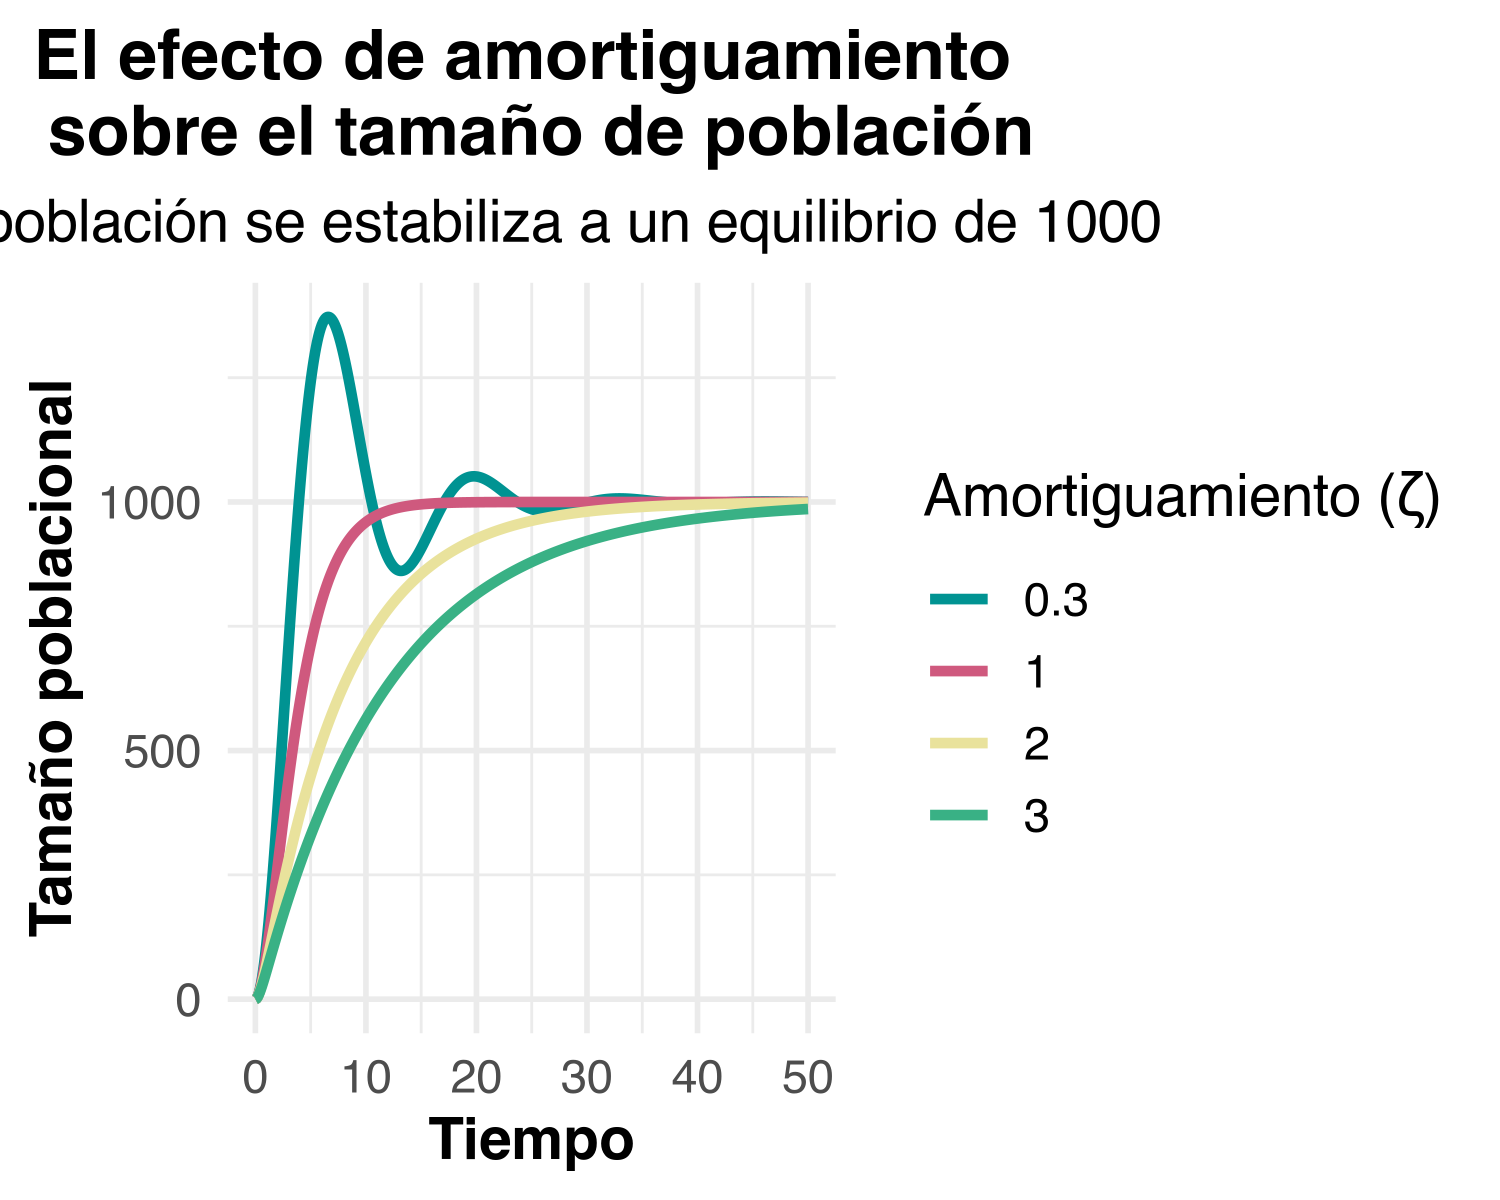 El efecto de amortiguamiento
sobre el tamaño de población
población se estabiliza a un equilibrio de 1000
Tamaño poblacional
1000
500
0
0 10 20 30 40 50
Tiempo
Amortiguamiento (ζ)
0.3
1
2
3